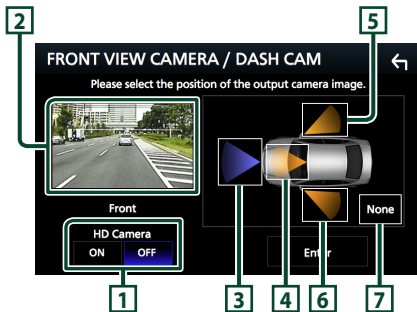 2
5
FRONT VIEW CAMERA / DASH CAM
Please select the position of the output camera image.
Front
HD Camera
ON OFF
None
Enter
1
3
4
6
7